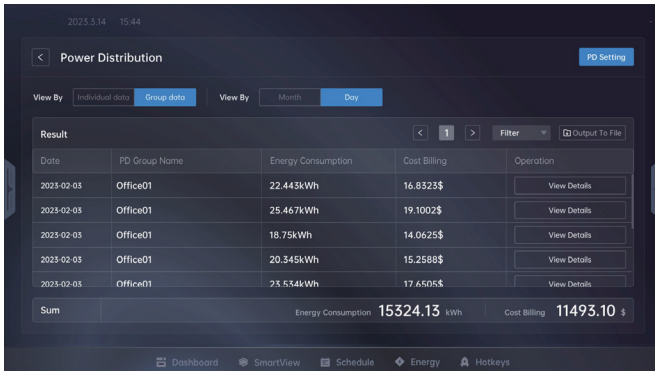 2023.3.14 15:44
< Power Distribution PD Setting
View By Individual data Group data View By Month Day
Result < 1 > Filter Output To File
Date PD Group Name Energy Consumption Cost Billing Operation
2023-02-03 Office01 22.443kWh 16.8323$ View Details
2023-02-03 Office01 25.467kWh 19.1002$ View Details
2023-02-03 Office01 18.75kWh 14.0625$ View Details
2023-02-03 Office01 20.345kWh 15.2588$ View Details
2023-02-03 Office01 23.534kWh 17.6505$ View Details
Sum Energy Consumption 15324.13 kWh Cost Billing 11493.10 $
Dashboard SmartView Schedule Energy Hotkeys